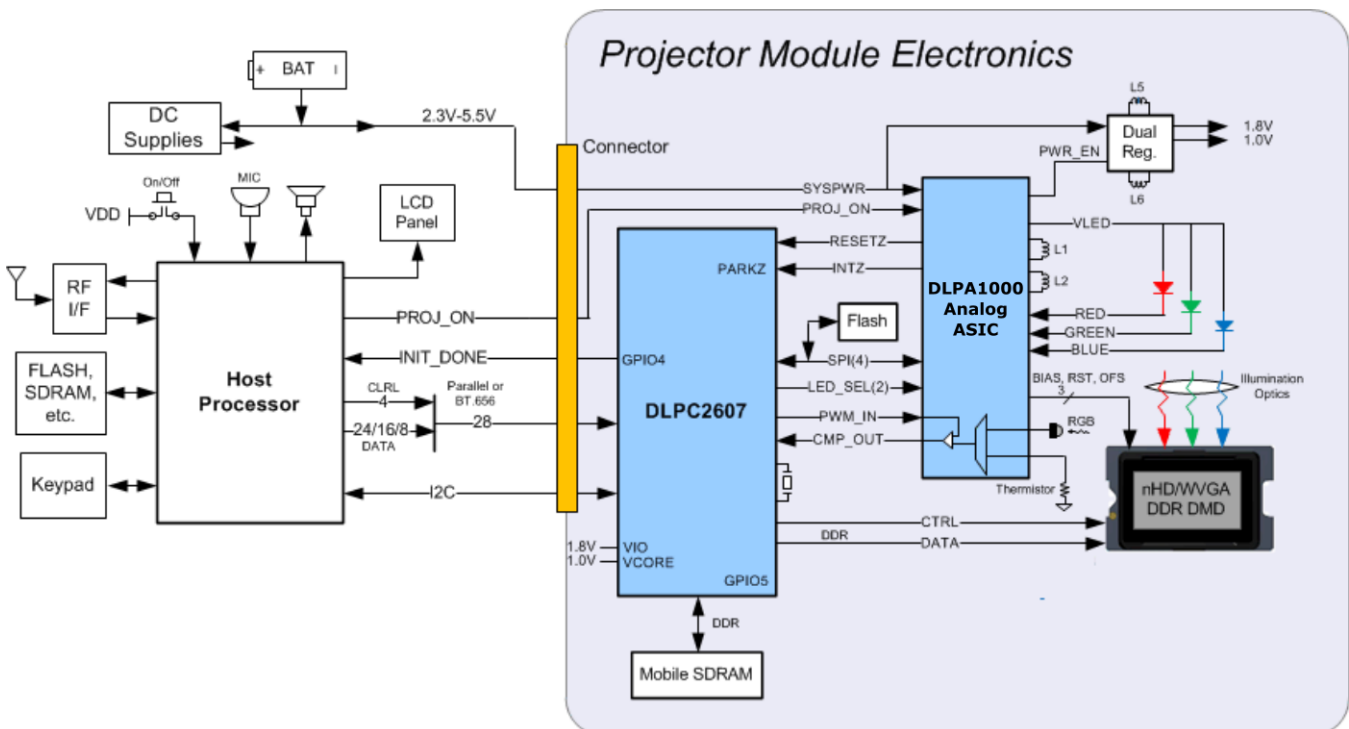 Projector Module Electronics
+ BAT I
DC
Supplies
2.3V-5.5V
Connector
L5
Dual
Reg.
L6
1.8V
1.0V
PWR_EN
On/Off
VDD
MIC
LCD
Panel
SYSPWR
PROJ_ON
VLED
RESETZ
PARKZ
INTZ
L1
L2
DLPA1000
Analog
ASIC
RF
I/F
PROJ_ON
Flash
RED
GREEN
BLUE
INIT_DONE
GPIO4
SPI(4)
FLASH,
SDRAM,
etc.
Host
Processor
CLRL
4
Parallel or
BT.656
28
24/16/8
DATA
DLPC2607
LED_SEL(2)
BIAS, RST, OFS
3
Illumination
Optics
PWM_IN
CMP_OUT
RGB
Keypad
I2C
Thermistor
nHD/WVGA
DDR DMD
CTRL
DDR
DATA
1.8V
VIO
1.0V
VCORE
GPIO5
DDR
Mobile SDRAM